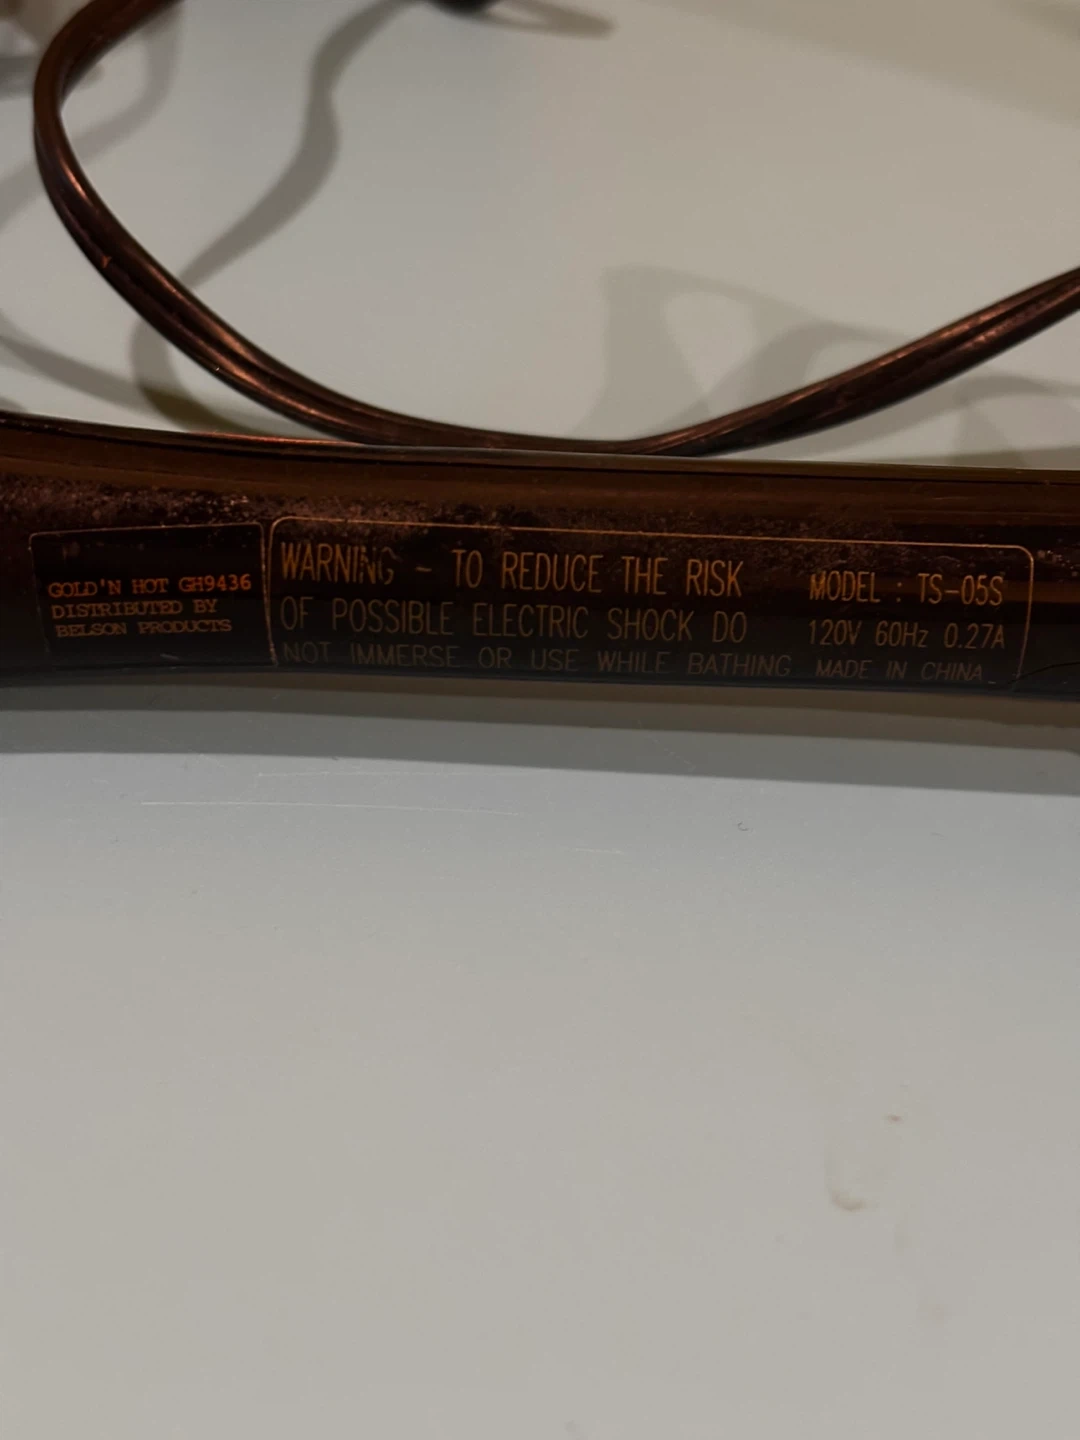 GOLD'N HOT GH9436
DISTRIBUTED BY
BELSON PRODUCTS
WARNING - TO REDUCE THE RISK
OF POSSIBLE ELECTRIC SHOCK DO
NOT IMMERSE OR USE WHILE BATHING
MODEL : TS-05S
120V 60Hz 0.27A
MADE IN CHINA